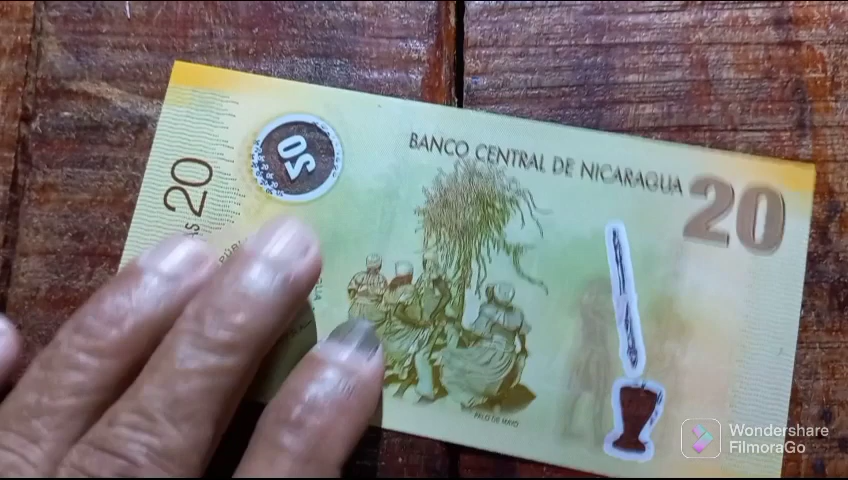 BANCO CENTRAL DE NICARAGUA
20
20
20
PALO DE MAYO
Wondershare
FilmoraGo